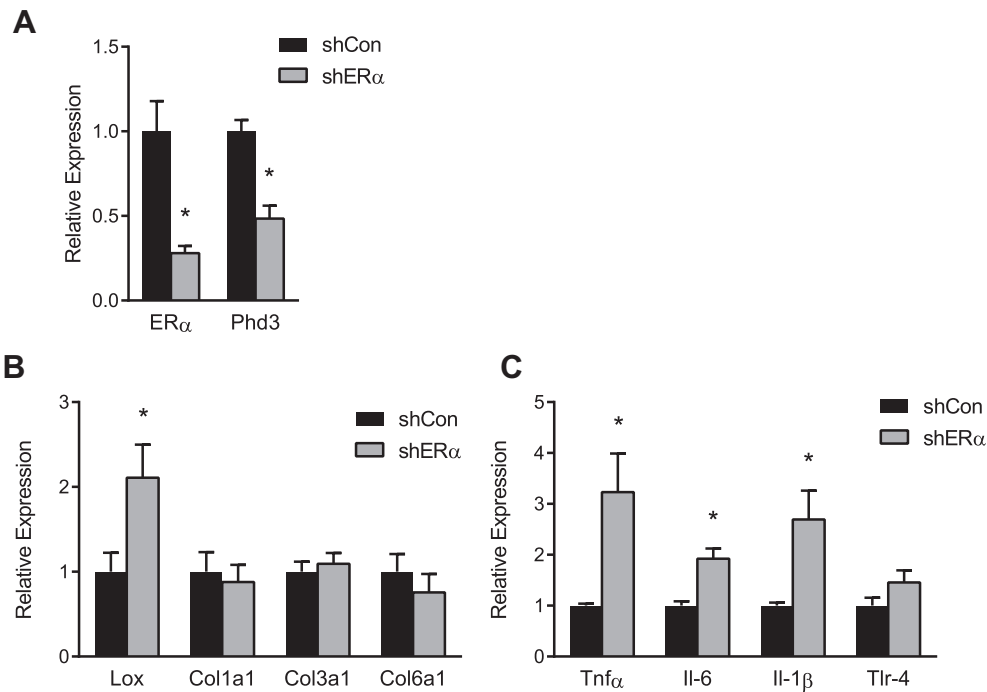 A
shCon
shERα
Relative Expression
1.5
1.0
0.5
0.0
*
*
ERα Phd3
B
shCon
shERα
Relative Expression
3
2
1
0
*
Lox Col1a1 Col3a1 Col6a1
C
shCon
shERα
Relative Expression
5
4
3
2
1
0
*
*
*
Tnfα Il-6 Il-1β Tlr-4